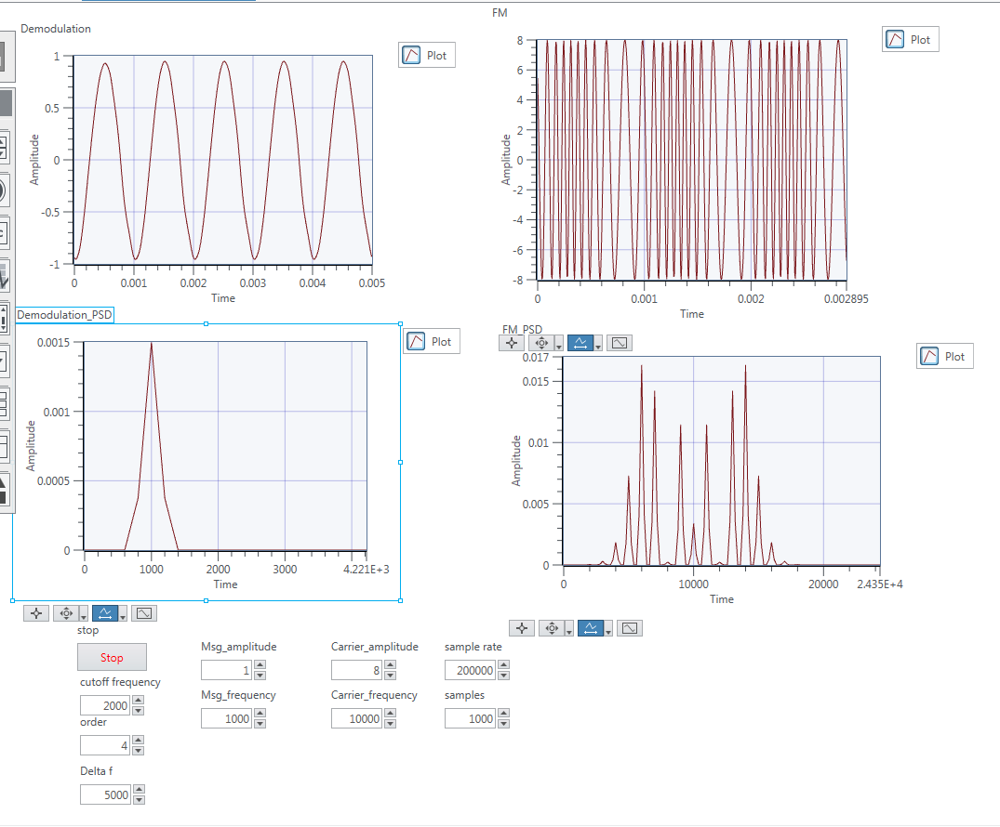 FM
Demodulation
Plot
1
0.5
0
-0.5
-1
Amplitude
0 0.001 0.002 0.003 0.004 0.005
Time
Plot
8
6
4
2
0
-2
-4
-6
-8
Amplitude
0 0.001 0.002 0.002895
Time
Demodulation_PSD
Plot
0.0015
0.001
0.0005
0
Amplitude
0 1000 2000 3000 4.221E+3
Time
FM_PSD
Plot
0.017
0.015
0.01
0.005
0
Amplitude
0 10000 20000 2.435E+4
Time
stop
Stop
cutoff frequency
2000
order
4
Delta f
5000
Msg_amplitude
1
Msg_frequency
1000
Carrier_amplitude
8
Carrier_frequency
10000
sample rate
200000
samples
1000